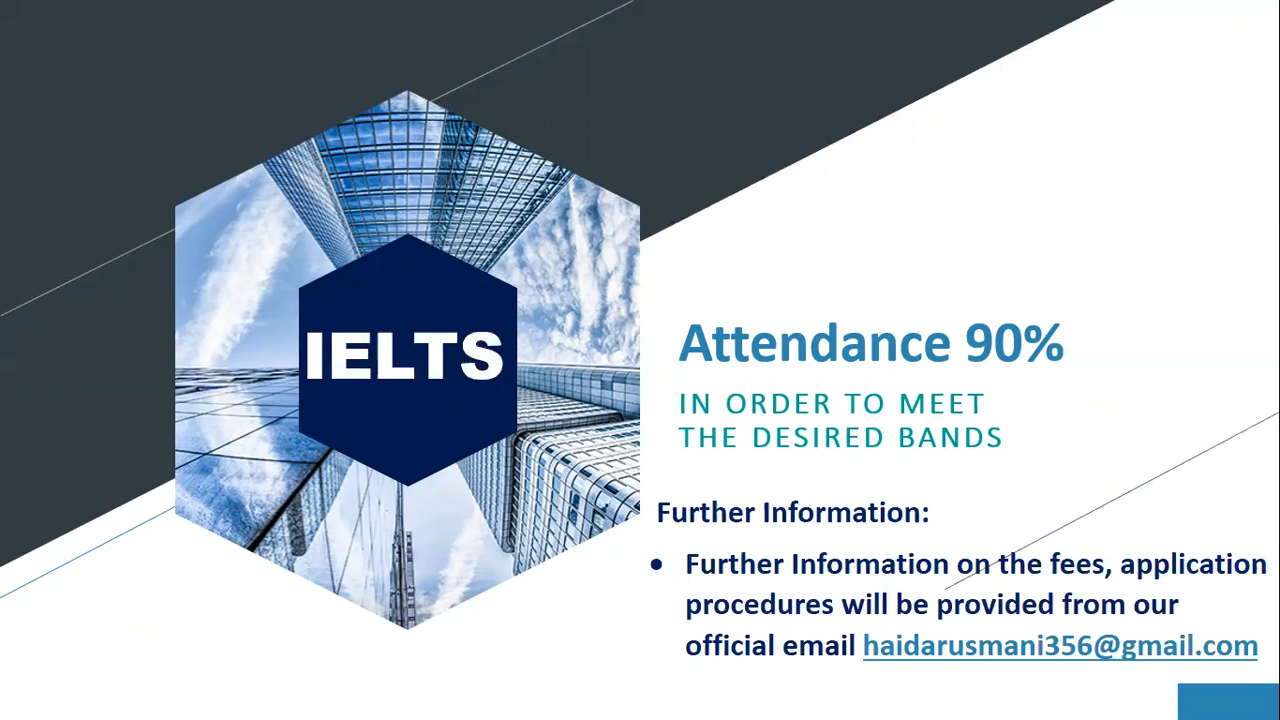 IELTS
Attendance 90%
IN ORDER TO MEET
THE DESIRED BANDS
Further Information:
• Further Information on the fees, application
procedures will be provided from our
official email haidarusmani356@gmail.com